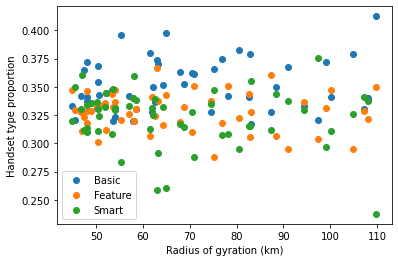 0.400
0.375
0.350
0.325
0.300
0.275
0.250
Handset type proportion
Basic
Feature
Smart
50 60 70 80 90 100 110
Radius of gyration (km)